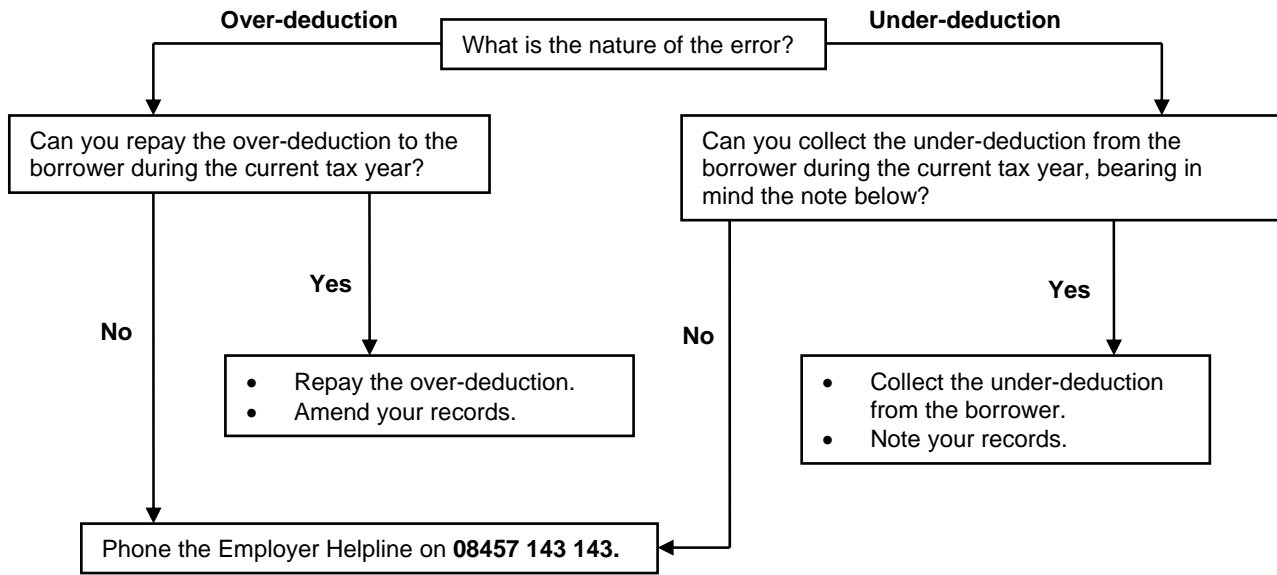 Over-deduction
Under-deduction
What is the nature of the error?
Can you repay the over-deduction to the
borrower during the current tax year?
Can you collect the under-deduction from the
borrower during the current tax year, bearing in
mind the note below?
Yes
No
Yes
No
• Repay the over-deduction.
• Amend your records.
• Collect the under-deduction
from the borrower.
• Note your records.
Phone the Employer Helpline on 08457 143 143.